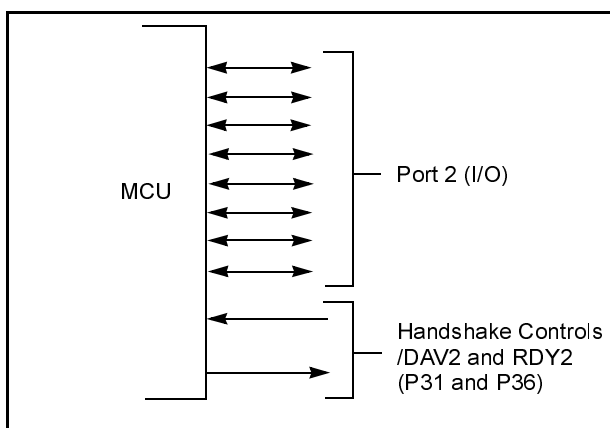 MCU
Port 2 (I/O)
Handshake Controls
/DAV2 and RDY2
(P31 and P36)